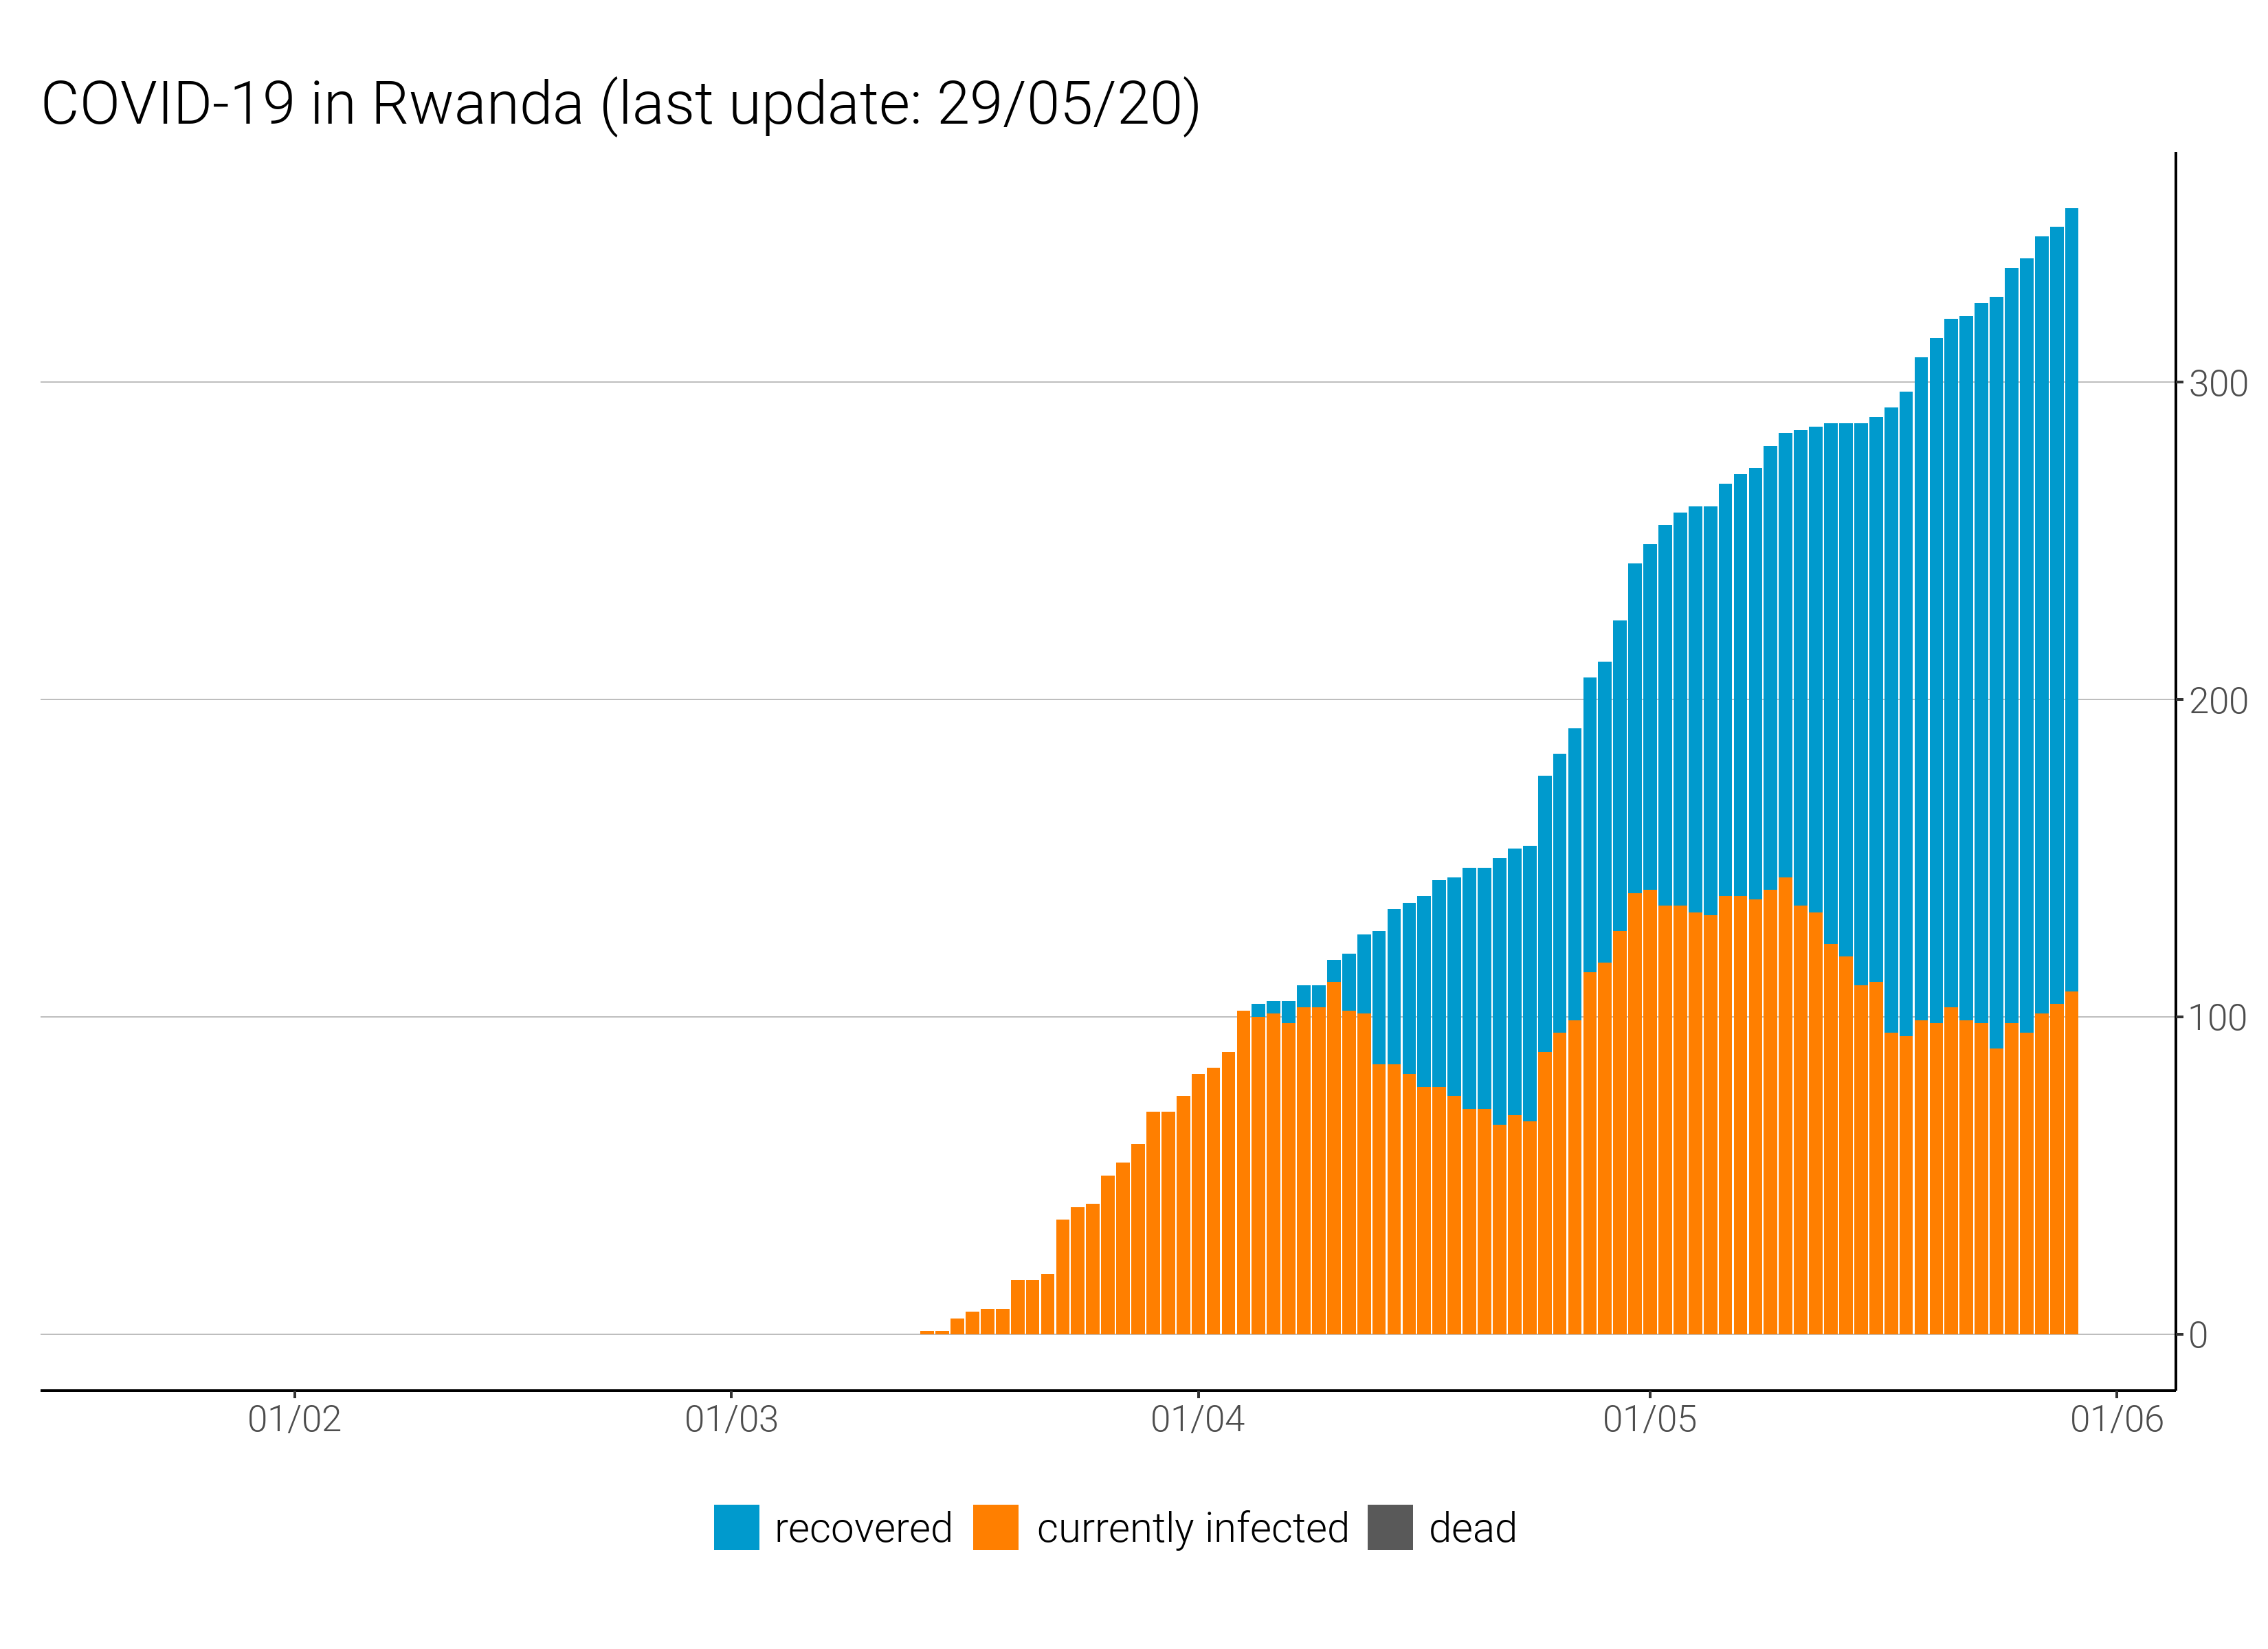 COVID-19 in Rwanda (last update: 29/05/20)
300
200
100
0
01/02 01/03 01/04 01/05 01/06
recovered currently infected dead